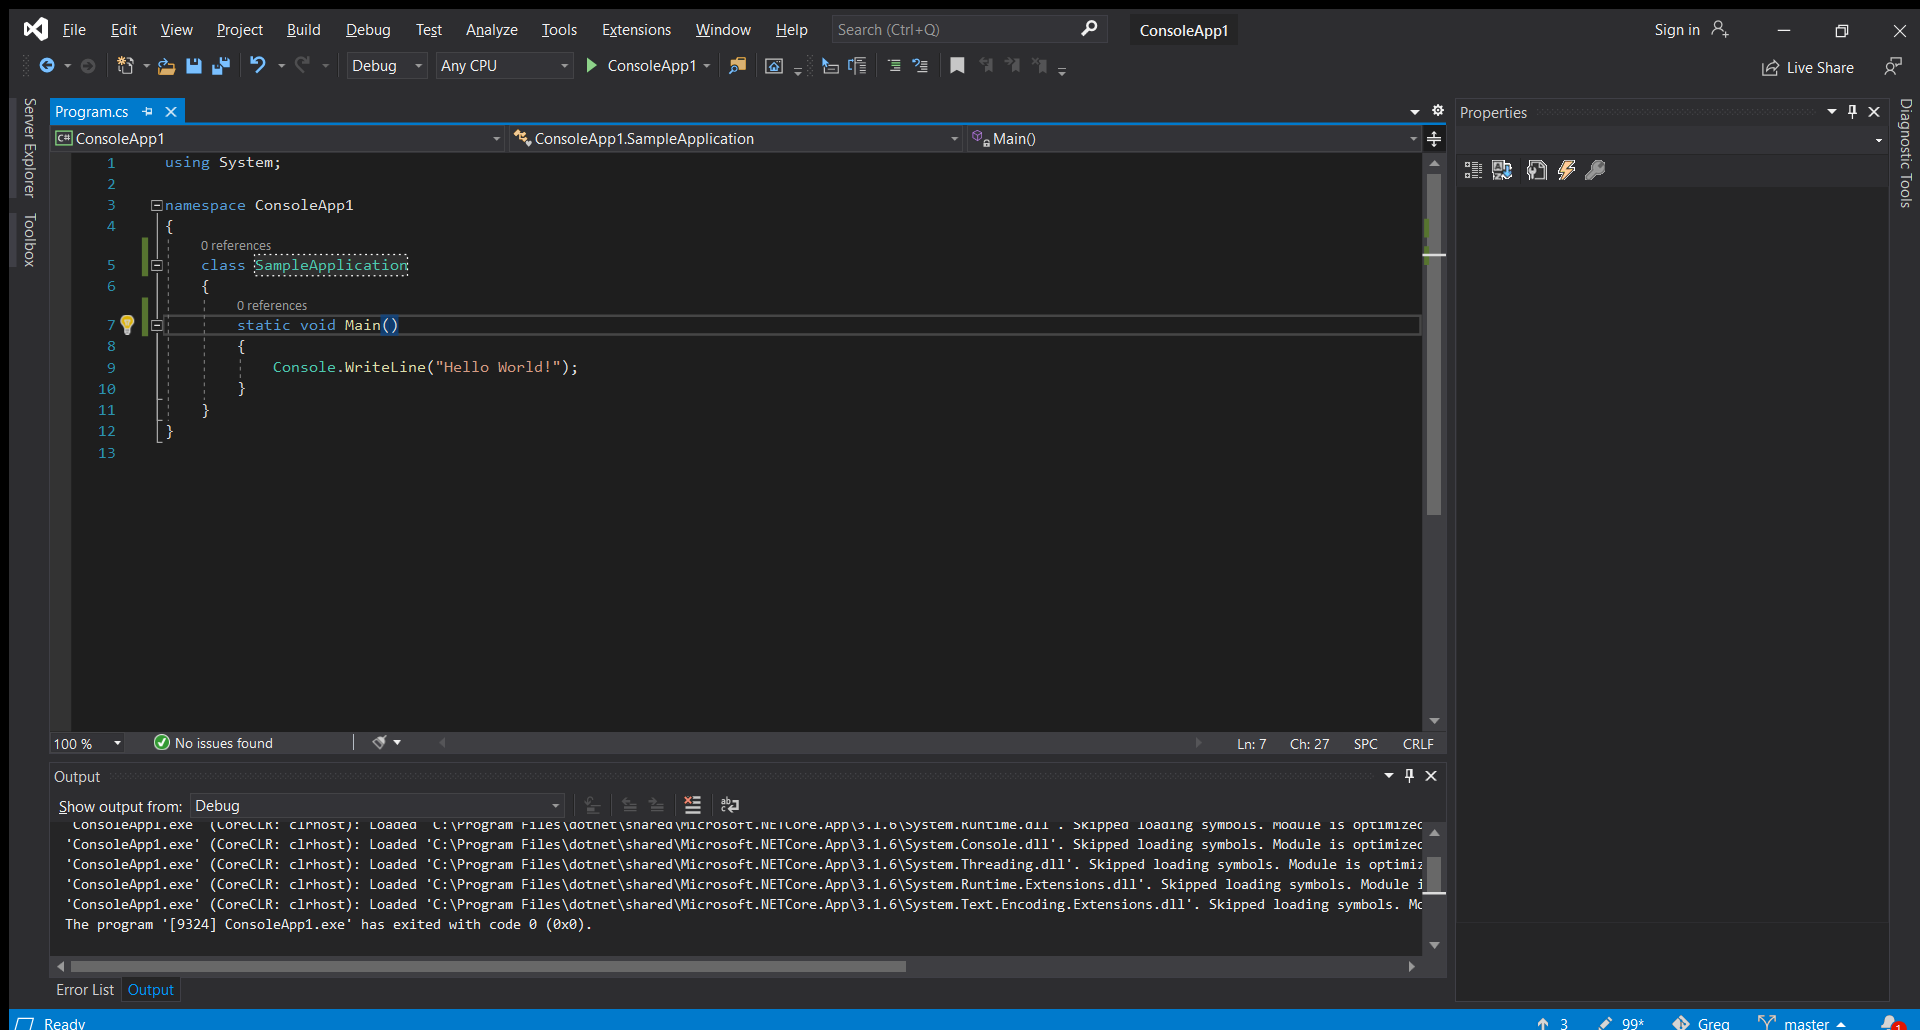 File Edit View Project Build Debug Test Analyze Tools Extensions Window Help Search (Ctrl+Q) ConsoleApp1 Sign in
Debug Any CPU ConsoleApp1 Live Share
Server Explorer
Toolbox
Program.cs
C# ConsoleApp1 ConsoleApp1.SampleApplication Main()
1 using System;
2
3 namespace ConsoleApp1
4 {
0 references
5 class SampleApplication
6 {
0 references
7 static void Main()
8 {
9 Console.WriteLine("Hello World!");
10 }
11 }
12 }
13
100 % No issues found Ln: 7 Ch: 27 SPC CRLF
Output
Show output from: Debug
'ConsoleApp1.exe' (CoreCLR: clrhost): Loaded 'C:\Program Files\dotnet\shared\Microsoft.NETCore.App\3.1.6\System.Runtime.dll'. Skipped loading symbols. Module is optimized
'ConsoleApp1.exe' (CoreCLR: clrhost): Loaded 'C:\Program Files\dotnet\shared\Microsoft.NETCore.App\3.1.6\System.Console.dll'. Skipped loading symbols. Module is optimized
'ConsoleApp1.exe' (CoreCLR: clrhost): Loaded 'C:\Program Files\dotnet\shared\Microsoft.NETCore.App\3.1.6\System.Threading.dll'. Skipped loading symbols. Module is optimiz
'ConsoleApp1.exe' (CoreCLR: clrhost): Loaded 'C:\Program Files\dotnet\shared\Microsoft.NETCore.App\3.1.6\System.Runtime.Extensions.dll'. Skipped loading symbols. Module i
'ConsoleApp1.exe' (CoreCLR: clrhost): Loaded 'C:\Program Files\dotnet\shared\Microsoft.NETCore.App\3.1.6\System.Text.Encoding.Extensions.dll'. Skipped loading symbols. Mo
The program '[9324] ConsoleApp1.exe' has exited with code 0 (0x0).
Error List Output
Properties
Diagnostic Tools
Ready 3 99* Greg master 1